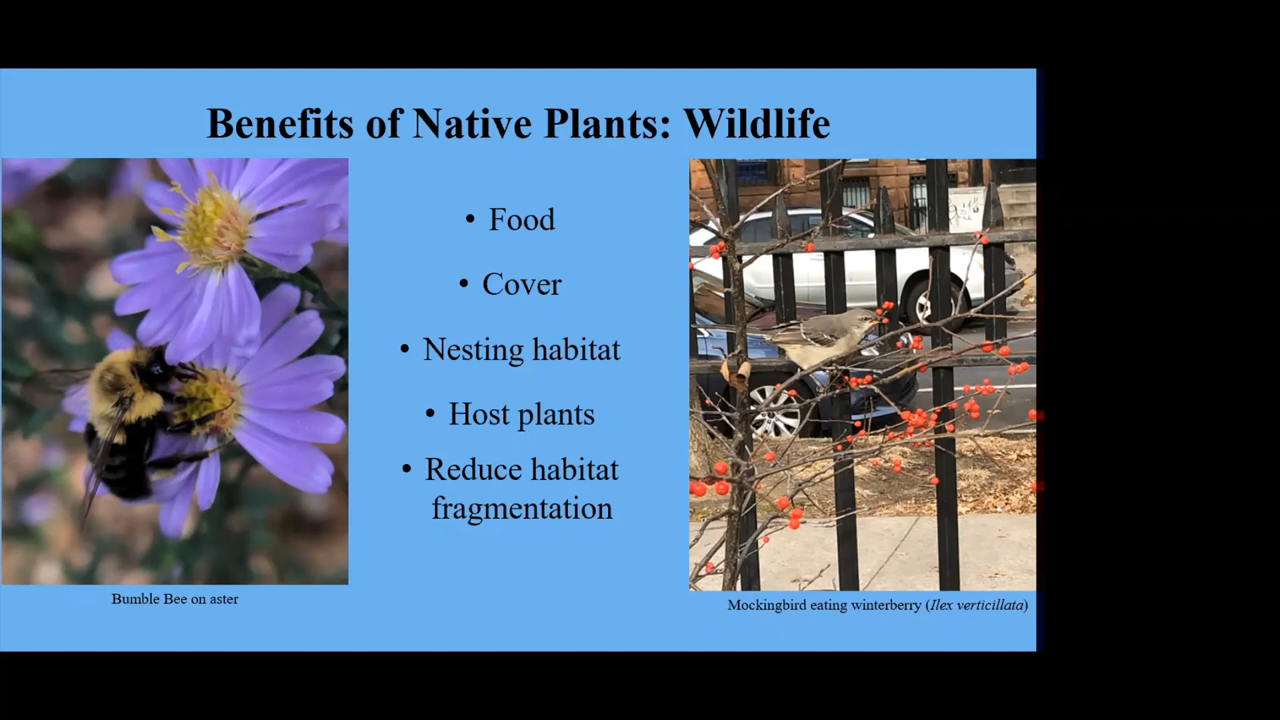 Benefits of Native Plants: Wildlife
• Food
• Cover
• Nesting habitat
• Host plants
• Reduce habitat
fragmentation
Bumble Bee on aster
Mockingbird eating winterberry (Ilex verticillata)